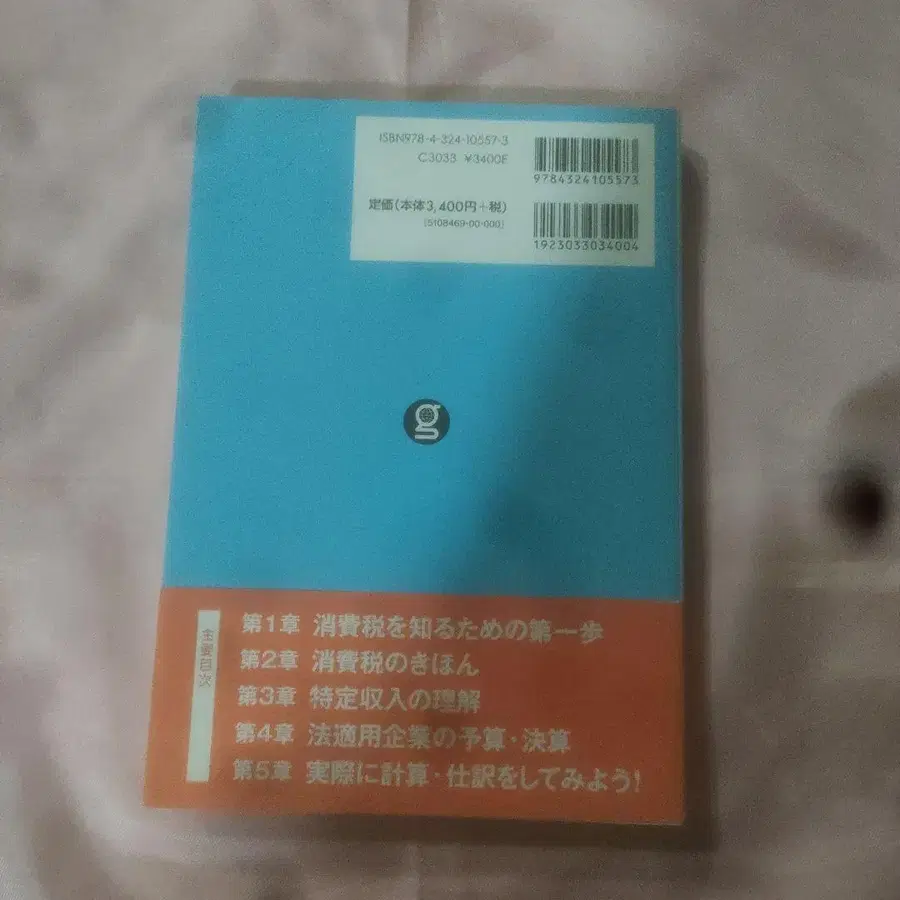 ISBN978-4-324-10557-3
C3033 ¥3400E
9784324105573
定価(本体3,400円+税)
[5108469-00-000]
1923033034004
g
主要目次
第1章 消費税を知るための第一歩
第2章 消費税のきほん
第3章 特定収入の理解
第4章 法適用企業の予算・決算
第5章 実際に計算・仕訳をしてみよう!